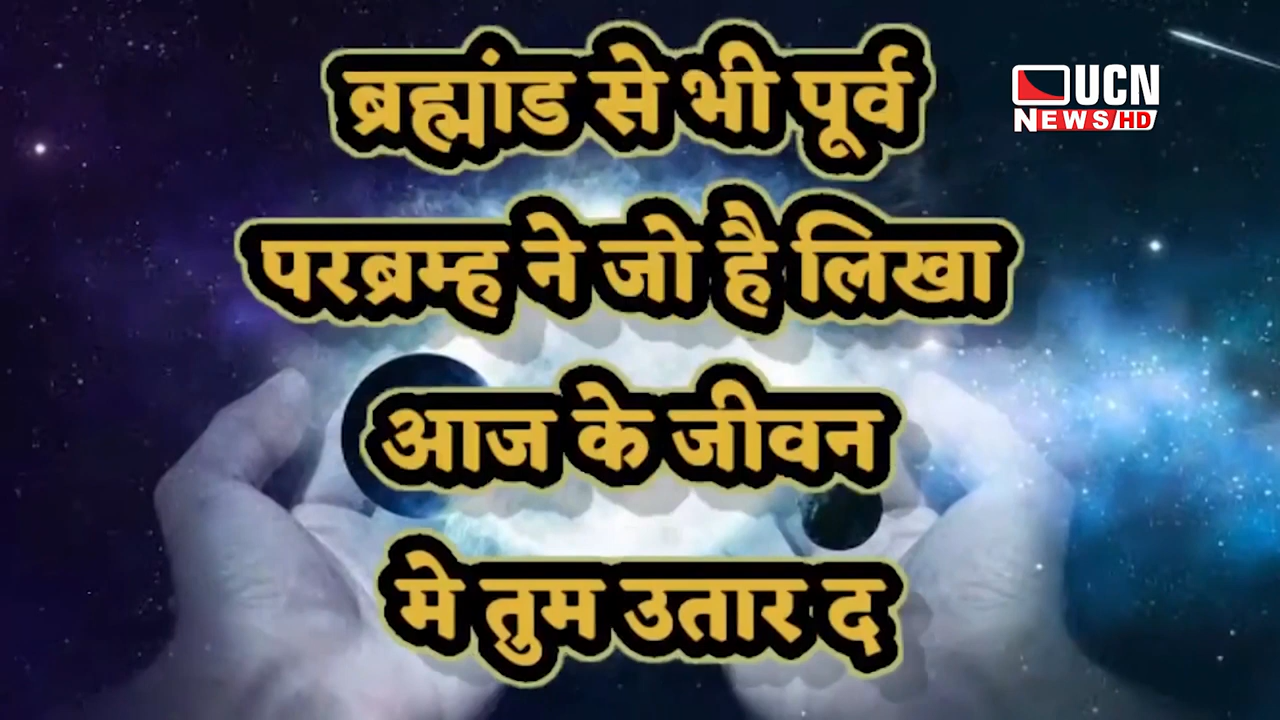 ब्रह्मांड से भी पूर्व
परब्रम्ह ने जो है लिखा
आज के जीवन
मे तुम उतार द
UCN
NEWS/HD